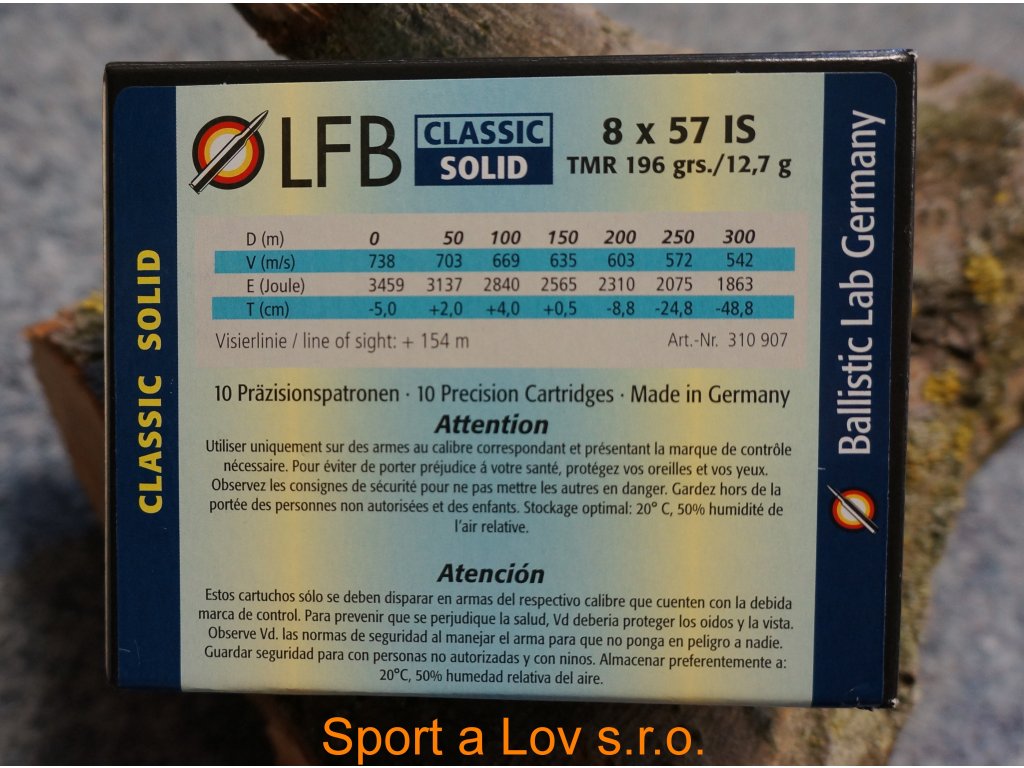 LFB CLASSIC SOLID 8 x 57 IS
TMR 196 grs./12,7 g
D (m) 0 50 100 150 200 250 300
V (m/s) 738 703 669 635 603 572 542
E (Joule) 3459 3137 2840 2565 2310 2075 1863
T (cm) -5,0 +2,0 +4,0 +0,5 -8,8 -24,8 -48,8
Visierlinie / line of sight: + 154 m Art.-Nr. 310 907
10 Präzisionspatronen · 10 Precision Cartridges · Made in Germany
Attention
Utiliser uniquement sur des armes au calibre correspondant et présentant la marque de contrôle
nécessaire. Pour éviter de porter préjudice á votre santé, protégez vos oreilles et vos yeux.
Observez les consignes de sécurité pour ne pas mettre les autres en danger. Gardez hors de la
portée des personnes non autorisées et des enfants. Stockage optimal: 20° C, 50% humidité de
l'air relative.
Atención
Estos cartuchos sólo se deben disparar en armas del respectivo calibre que cuenten con la debida
marca de control. Para prevenir que se perjudique la salud, Vd deberia proteger los oidos y la vista.
Observe Vd. las normas de seguridad al manejar el arma para que no ponga en peligro a nadie.
Guardar seguridad para con personas no autorizadas y con ninos. Almacenar preferentemente a:
20°C, 50% humedad relativa del aire.
CLASSIC SOLID
Ballistic Lab Germany
Sport a Lov s.r.o.